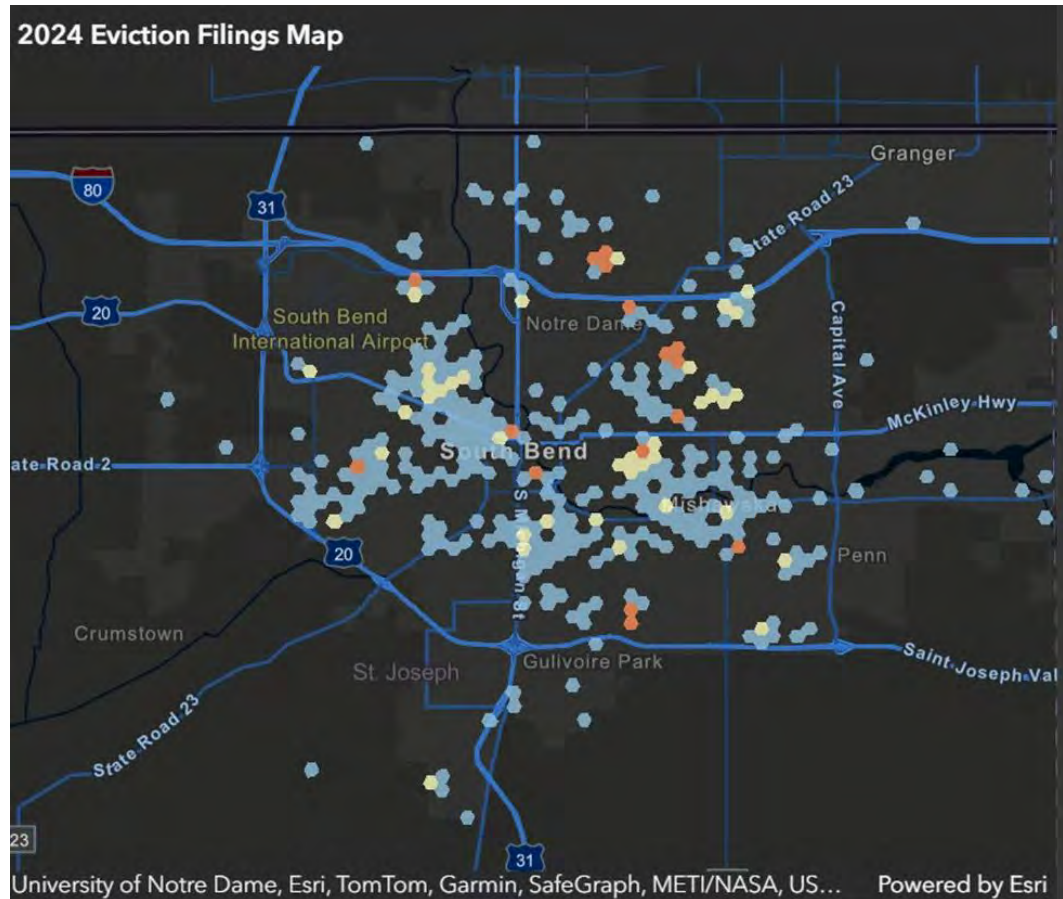 2024 Eviction Filings Map
Granger
80
31
State Road 23
20
South Bend
International Airport
Notre Dame
Capital Ave
McKinley Hwy
South Bend
ate Road 2
Mishawaka
20
Penn
Crumstown
St. Joseph
Gulivoire Park
Saint Joseph Val
State Road 23
23
31
University of Notre Dame, Esri, TomTom, Garmin, SafeGraph, METI/NASA, US...
Powered by Esri